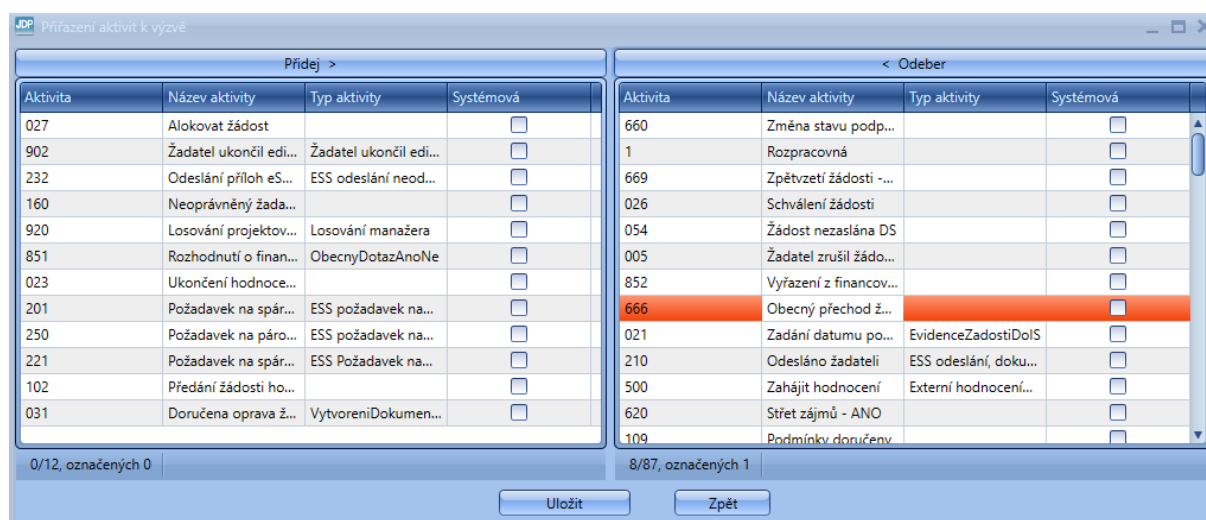 JDP Přiřazení aktivit k výzvě
Přidej >
< Odeber
Aktivita Název aktivity Typ aktivity Systémová
027 Alokovat žádost
902 Žadatel ukončil edi... Žadatel ukončil edi...
232 Odeslání příloh eS... ESS odeslání neod...
160 Neoprávněný žada...
920 Losování projektov... Losování manažera
851 Rozhodnutí o finan... ObecnyDotazAnoNe
023 Ukončení hodnoce...
201 Požadavek na spár... ESS požadavek na...
250 Požadavek na páro... ESS požadavek na...
221 Požadavek na spár... ESS Požadavek na...
102 Předání žádosti ho...
031 Doručena oprava ž... VytvoreniDokumen...
0/12, označených 0
Aktivita Název aktivity Typ aktivity Systémová
660 Změna stavu podp...
1 Rozpracovná
669 Zpětvzetí žádosti -...
026 Schválení žádosti
054 Žádost nezaslána DS
005 Žadatel zrušil žádo...
852 Vyřazení z financov...
666 Obecný přechod ž...
021 Zadání datumu po... EvidenceZadostiDoIS
210 Odesláno žadateli ESS odeslání, doku...
500 Zahájit hodnocení Externí hodnocení...
620 Střet zájmů - ANO
109 Podmínky doručeny
8/87, označených 1
Uložit
Zpět